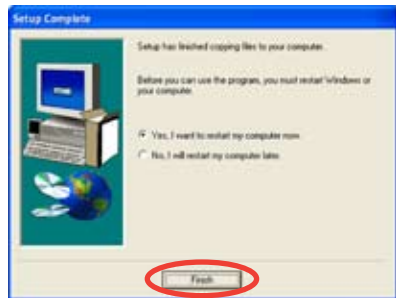 Setup Complete
Setup has finished copying files to your computer.
Before you can use the program, you must restart Windows or
your computer.
Yes, I want to restart my computer now.
No, I will restart my computer later.
Finish